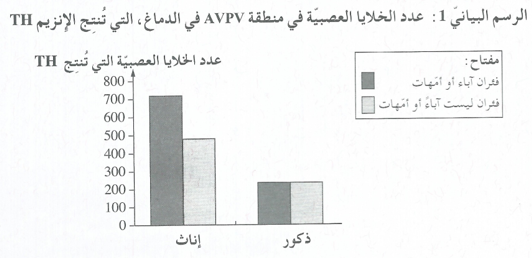 الرسم البيانيّ 1: عدد الخلايا العصبيّة في منطقة AVPV في الدماغ، التي تُنتِج الإنزيم TH
عدد الخلايا العصبيّة التي تُنتِج TH
مفتاح:
فئران آباء أو أمّهات
فئران ليست آباءً أو أمّهات
800
700
600
500
400
300
200
100
0
إناث
ذكور